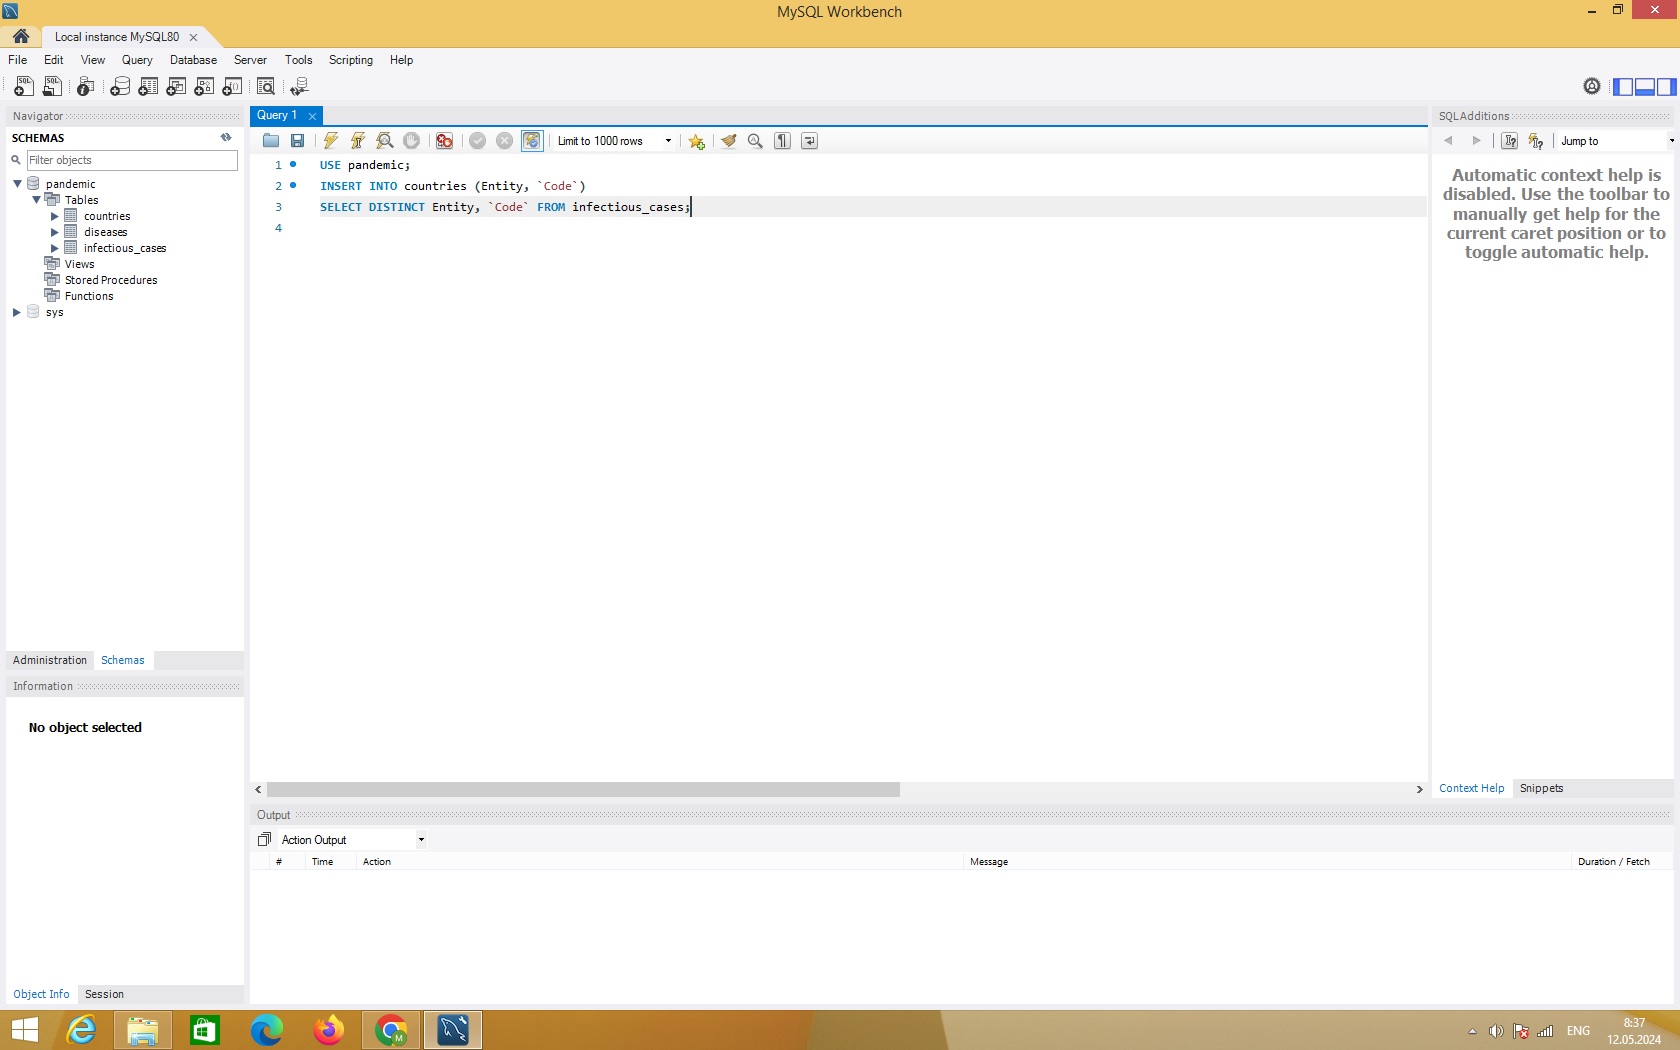 MySQL Workbench
Local instance MySQL80
File Edit View Query Database Server Tools Scripting Help
Navigator
SCHEMAS
Filter objects
pandemic
Tables
countries
diseases
infectious_cases
Views
Stored Procedures
Functions
sys
Administration Schemas
Information
No object selected
Object Info Session
Query 1
Limit to 1000 rows
1 USE pandemic;
2 INSERT INTO countries (Entity, `Code`)
3 SELECT DISTINCT Entity, `Code` FROM infectious_cases;
4
SQLAdditions
Jump to
Automatic context help is
disabled. Use the toolbar to
manually get help for the
current caret position or to
toggle automatic help.
Context Help Snippets
Output
Action Output
# Time Action Message Duration / Fetch
ENG
8:37
12.05.2024